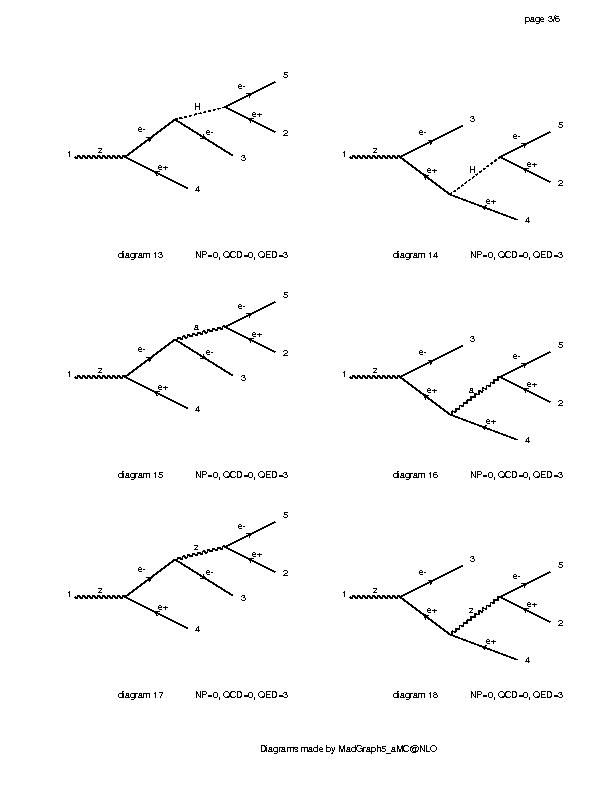 page 3/6
1
z
e-
e+
H
e-
e-
e+
5
2
3
4
diagram 13 NP=0, QCD=0, QED=3
1
z
e-
e+
H
e-
e+
e+
3
5
2
4
diagram 14 NP=0, QCD=0, QED=3
1
z
e-
e+
a
e-
e-
e+
5
2
3
4
diagram 15 NP=0, QCD=0, QED=3
1
z
e-
e+
a
e-
e+
e+
3
5
2
4
diagram 16 NP=0, QCD=0, QED=3
1
z
e-
e+
z
e-
e-
e+
5
2
3
4
diagram 17 NP=0, QCD=0, QED=3
1
z
e-
e+
z
e-
e+
e+
3
5
2
4
diagram 18 NP=0, QCD=0, QED=3
Diagrams made by MadGraph5_aMC@NLO